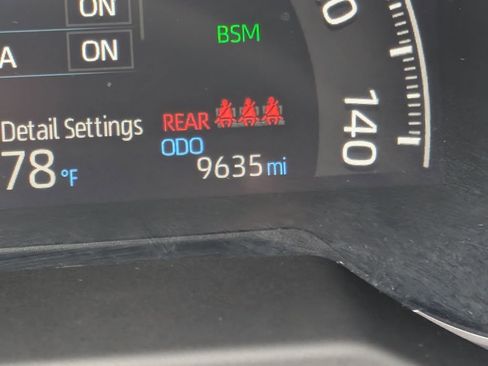 ON
BSM
A ON
Detail Settings
REAR
ODO
78 °F
9635 mi
140